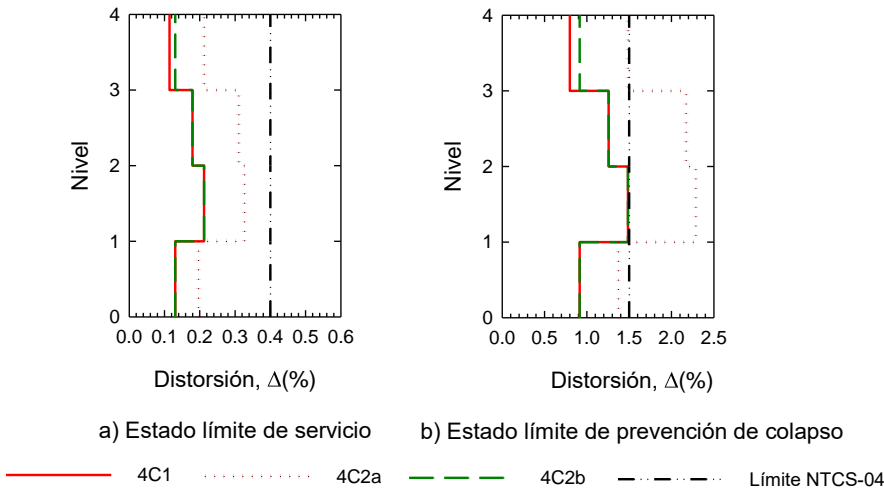 4
3
2
1
0
Nivel
0.0 0.1 0.2 0.3 0.4 0.5 0.6
Distorsión, Δ(%)
4
3
2
1
0
Nivel
0.0 0.5 1.0 1.5 2.0 2.5
Distorsión, Δ(%)
a) Estado límite de servicio
b) Estado límite de prevención de colapso
4C1 4C2a 4C2b Límite NTCS-04